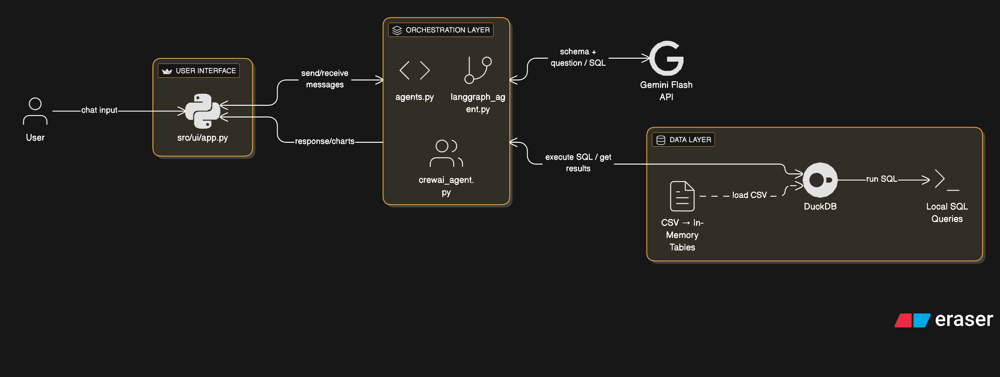 ORCHESTRATION LAYER
USER INTERFACE
schema +
question / SQL
send/receive
messages
Gemini Flash
API
agents.py
langgraph_ag
ent.py
chat input
User
src/ui/app.py
response/charts
crewai_agent.
py
execute SQL / get
results
DATA LAYER
load CSV
run SQL
DuckDB
Local SQL
Queries
CSV → In-
Memory
Tables
eraser